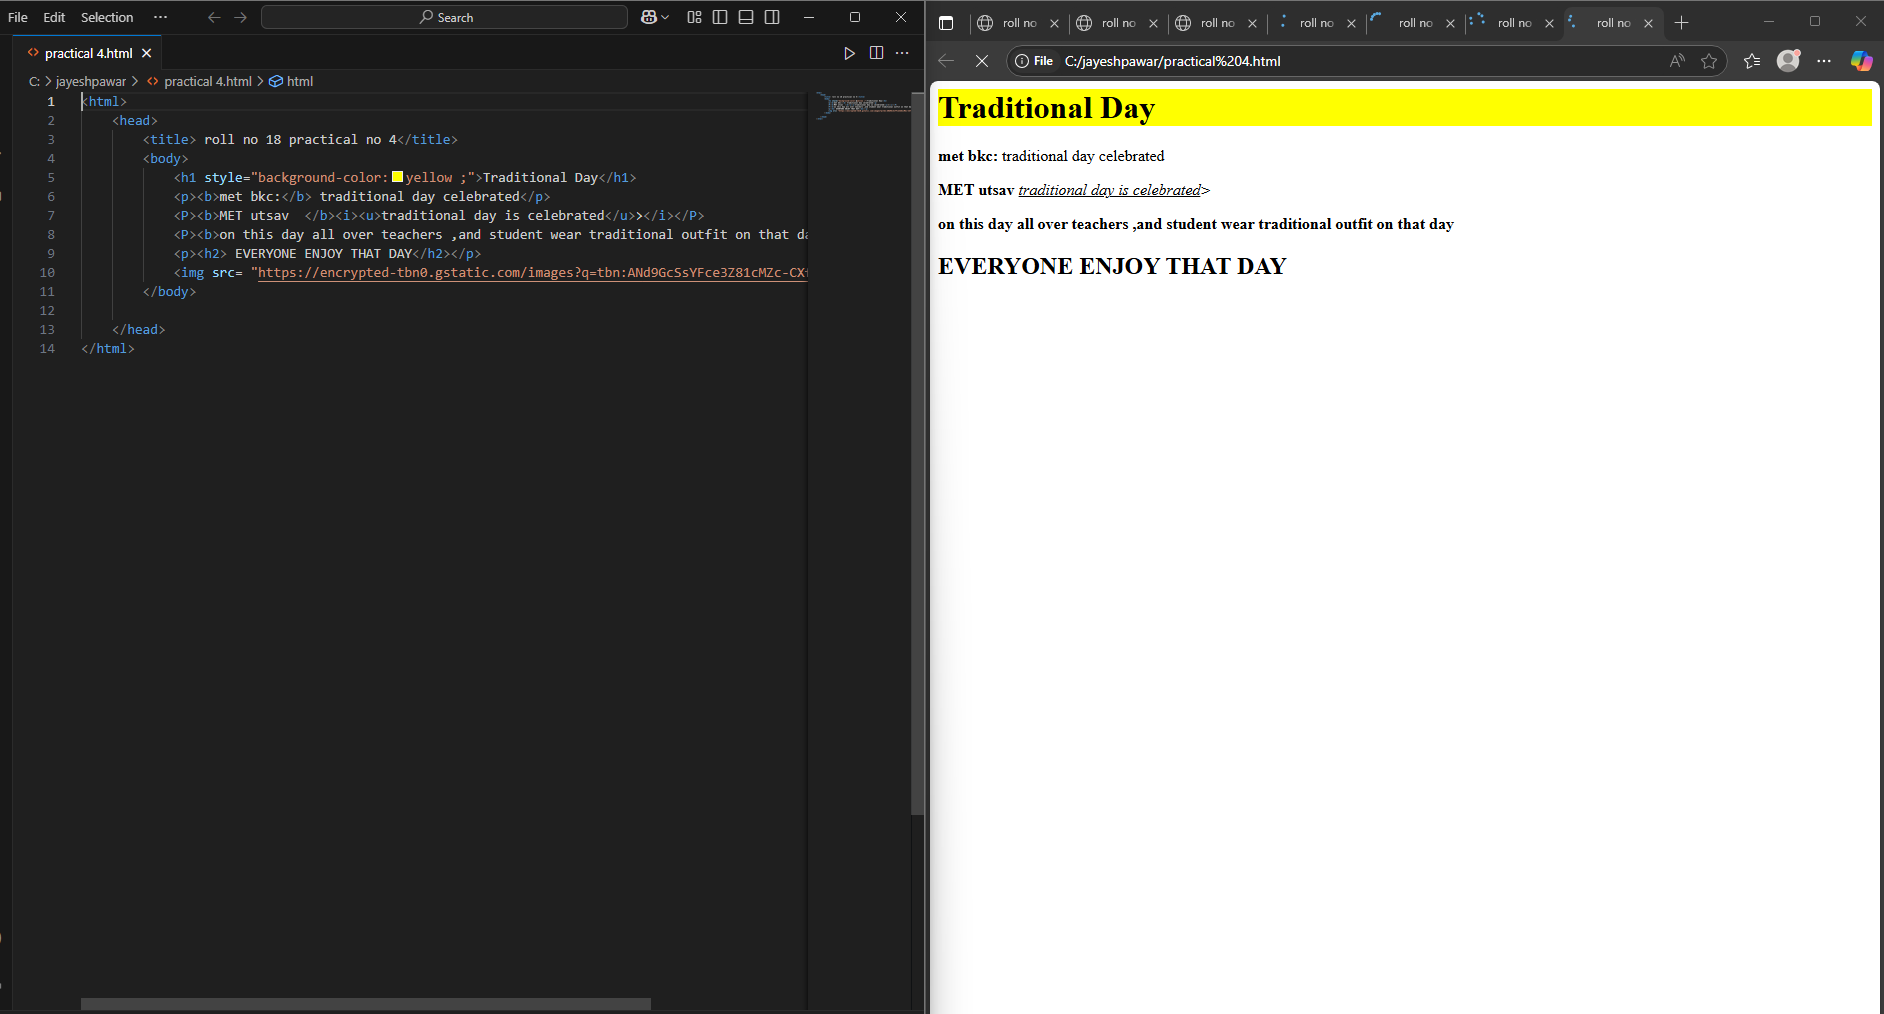 File Edit Selection ··· Search
practical 4.html
C: > jayeshpawar > practical 4.html > html
1 <html>
2 <head>
3 <title> roll no 18 practical no 4</title>
4 <body>
5 <h1 style="background-color: yellow ;">Traditional Day</h1>
6 <p><b>met bkc:</b> traditional day celebrated</p>
7 <P><b>MET utsav  </b><i><u>traditional day is celebrated</u>></i></P>
8 <P><b>on this day all over teachers ,and student wear traditional outfit on that da
9 <p><h2> EVERYONE ENJOY THAT DAY</h2></p>
10 <img src= "https://encrypted-tbn0.gstatic.com/images?q=tbn:ANd9GcSsYFce3Z81cMZc-CX
11 </body>
12
13 </head>
14 </html>
roll no roll no roll no roll no roll no roll no roll no
File C:/jayeshpawar/practical%204.html
Traditional Day
met bkc: traditional day celebrated
MET utsav traditional day is celebrated>
on this day all over teachers ,and student wear traditional outfit on that day
EVERYONE ENJOY THAT DAY